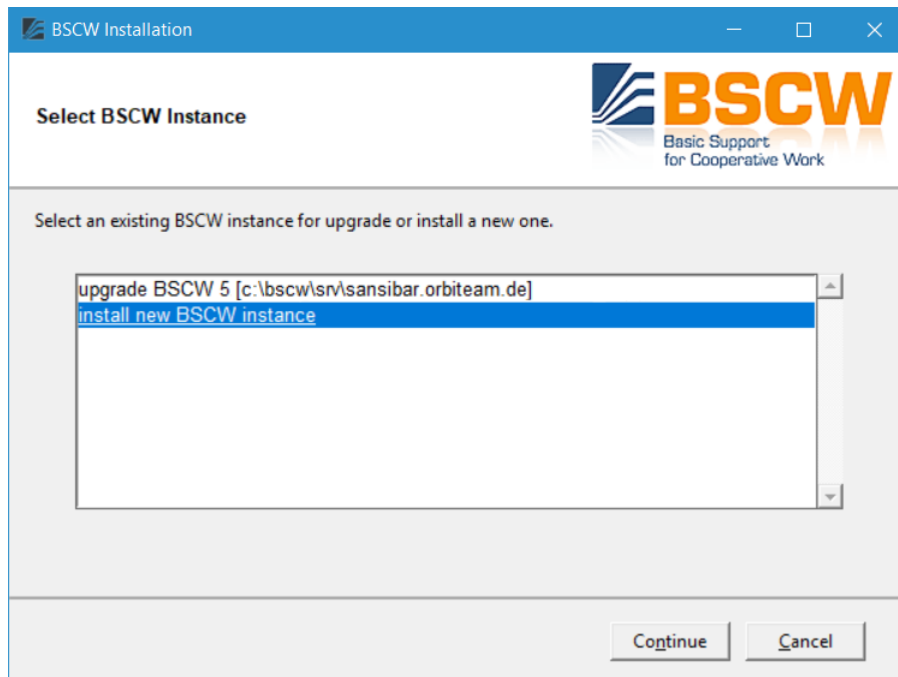 BSCW Installation
Select BSCW Instance
BSCW
Basic Support
for Cooperative Work
Select an existing BSCW instance for upgrade or install a new one.
upgrade BSCW 5 [c:\bscw\srv\sansibar.orbiteam.de]
install new BSCW instance
Continue
Cancel